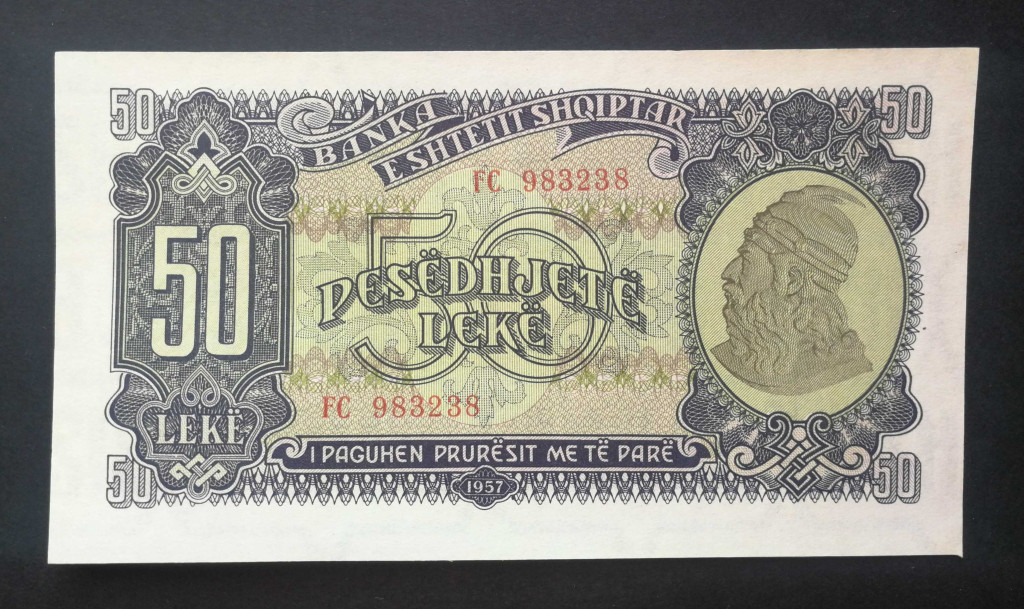 50
50
BANKA
E SHTETIT SHQIPTAR
FC 983238
50
50
PESËDHJETË
LEKË
FC 983238
LEKË
I PAGUHEN PRURËSIT ME TË PARË
50
1957
50